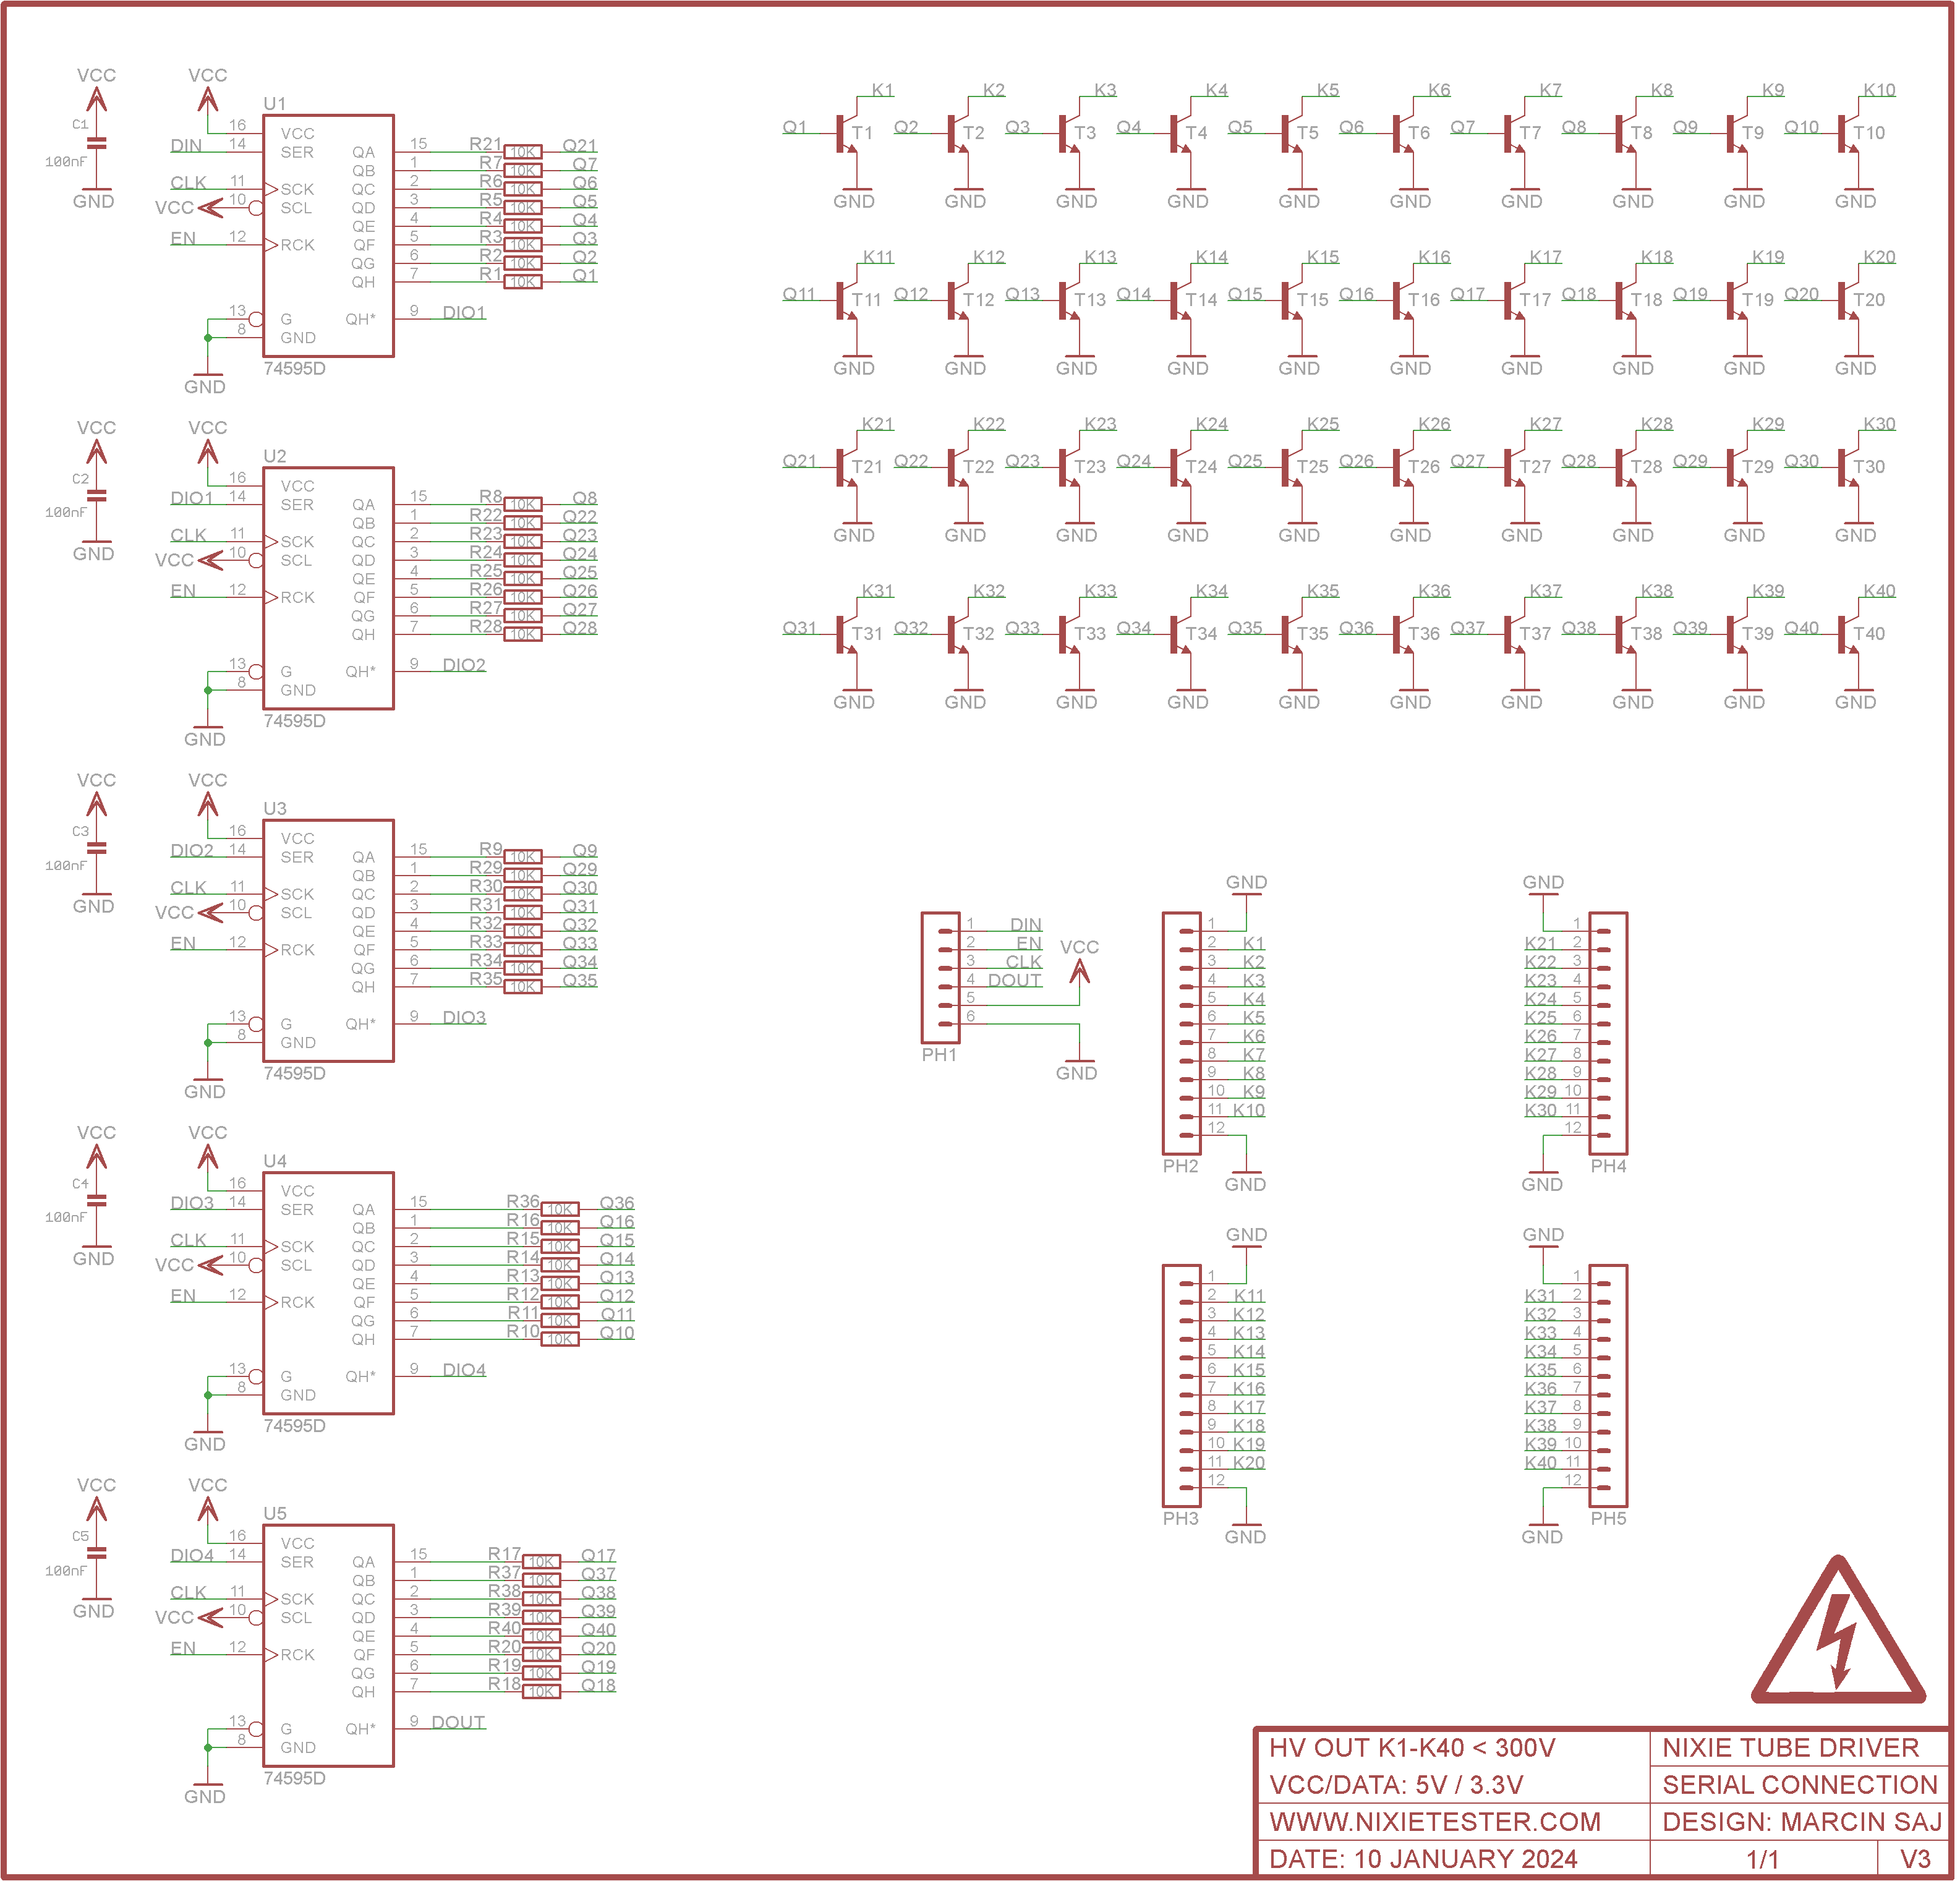 VCC VCC
U1
C1
100nF
GND
16 VCC
DIN 14 SER QA 15 R21 10K Q21
QB 1 R7 10K Q7
CLK 11 SCK QC 2 R6 10K Q6
VCC 10 SCL QD 3 R5 10K Q5
QE 4 R4 10K Q4
EN 12 RCK QF 5 R3 10K Q3
QG 6 R2 10K Q2
QH 7 R1 10K Q1
13 G QH* 9 DIO1
8 GND
74595D
GND
VCC VCC
U2
C2
100nF
GND
16 VCC
DIO1 14 SER QA 15 R8 10K Q8
QB 1 R22 10K Q22
CLK 11 SCK QC 2 R23 10K Q23
VCC 10 SCL QD 3 R24 10K Q24
QE 4 R25 10K Q25
EN 12 RCK QF 5 R26 10K Q26
QG 6 R27 10K Q27
QH 7 R28 10K Q28
13 G QH* 9 DIO2
8 GND
74595D
GND
VCC VCC
U3
C3
100nF
GND
16 VCC
DIO2 14 SER QA 15 R9 10K Q9
QB 1 R29 10K Q29
CLK 11 SCK QC 2 R30 10K Q30
VCC 10 SCL QD 3 R31 10K Q31
QE 4 R32 10K Q32
EN 12 RCK QF 5 R33 10K Q33
QG 6 R34 10K Q34
QH 7 R35 10K Q35
13 G QH* 9 DIO3
8 GND
74595D
GND
VCC VCC
U4
C4
100nF
GND
16 VCC
DIO3 14 SER QA 15 R36 10K Q36
QB 1 R16 10K Q16
CLK 11 SCK QC 2 R15 10K Q15
VCC 10 SCL QD 3 R14 10K Q14
QE 4 R13 10K Q13
EN 12 RCK QF 5 R12 10K Q12
QG 6 R11 10K Q11
QH 7 R10 10K Q10
13 G QH* 9 DIO4
8 GND
74595D
GND
VCC VCC
U5
C5
100nF
GND
16 VCC
DIO4 14 SER QA 15 R17 10K Q17
QB 1 R37 10K Q37
CLK 11 SCK QC 2 R38 10K Q38
VCC 10 SCL QD 3 R39 10K Q39
QE 4 R40 10K Q40
EN 12 RCK QF 5 R20 10K Q20
QG 6 R19 10K Q19
QH 7 R18 10K Q18
13 G QH* 9 DOUT
8 GND
74595D
GND
K1 K2 K3 K4 K5 K6 K7 K8 K9 K10
Q1 T1 Q2 T2 Q3 T3 Q4 T4 Q5 T5 Q6 T6 Q7 T7 Q8 T8 Q9 T9 Q10 T10
GND GND GND GND GND GND GND GND GND GND
K11 K12 K13 K14 K15 K16 K17 K18 K19 K20
Q11 T11 Q12 T12 Q13 T13 Q14 T14 Q15 T15 Q16 T16 Q17 T17 Q18 T18 Q19 T19 Q20 T20
GND GND GND GND GND GND GND GND GND GND
K21 K22 K23 K24 K25 K26 K27 K28 K29 K30
Q21 T21 Q22 T22 Q23 T23 Q24 T24 Q25 T25 Q26 T26 Q27 T27 Q28 T28 Q29 T29 Q30 T30
GND GND GND GND GND GND GND GND GND GND
K31 K32 K33 K34 K35 K36 K37 K38 K39 K40
Q31 T31 Q32 T32 Q33 T33 Q34 T34 Q35 T35 Q36 T36 Q37 T37 Q38 T38 Q39 T39 Q40 T40
GND GND GND GND GND GND GND GND GND GND
1 DIN
2 EN
3 CLK
4 DOUT
5 VCC
6
PH1
GND
GND
1
2 K1
3 K2
4 K3
5 K4
6 K5
7 K6
8 K7
9 K8
10 K9
11 K10
12
PH2
GND
GND
1
K21 2
K22 3
K23 4
K24 5
K25 6
K26 7
K27 8
K28 9
K29 10
K30 11
12
PH4
GND
GND
1
2 K11
3 K12
4 K13
5 K14
6 K15
7 K16
8 K17
9 K18
10 K19
11 K20
12
PH3
GND
GND
1
K31 2
K32 3
K33 4
K34 5
K35 6
K36 7
K37 8
K38 9
K39 10
K40 11
12
PH5
GND
HV OUT K1-K40 < 300V
NIXIE TUBE DRIVER
VCC/DATA: 5V / 3.3V
SERIAL CONNECTION
WWW.NIXIETESTER.COM
DESIGN: MARCIN SAJ
DATE: 10 JANUARY 2024
1/1
V3